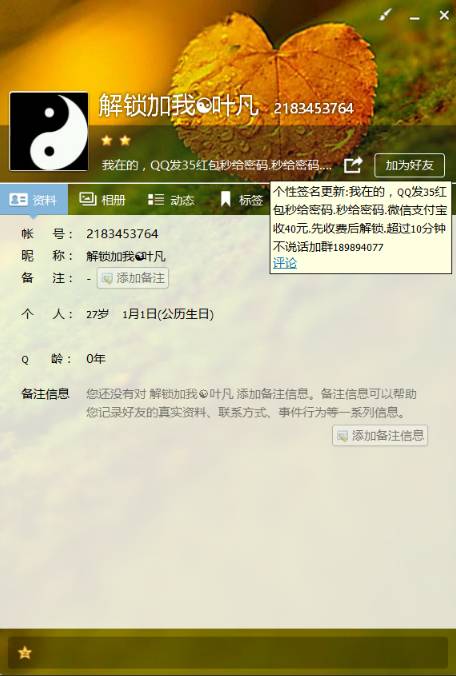 解锁加我☯叶凡 2183453764
我在的，QQ发35红包秒给密码.秒给密码....
加为好友
资料 相册 动态 标签
个性签名更新:我在的，QQ发35红
包秒给密码.秒给密码.微信支付宝
收40元.先收费后解锁.超过10分钟
不说话加群189894077
评论
帐 号： 2183453764
昵 称： 解锁加我☯叶凡
备 注： - 添加备注
个 人： 27岁 1月1日(公历生日)
Q 龄： 0年
备注信息 您还没有对 解锁加我☯叶凡 添加备注信息。备注信息可以帮助
您记录好友的真实资料、联系方式、事件行为等一系列信息。
添加备注信息